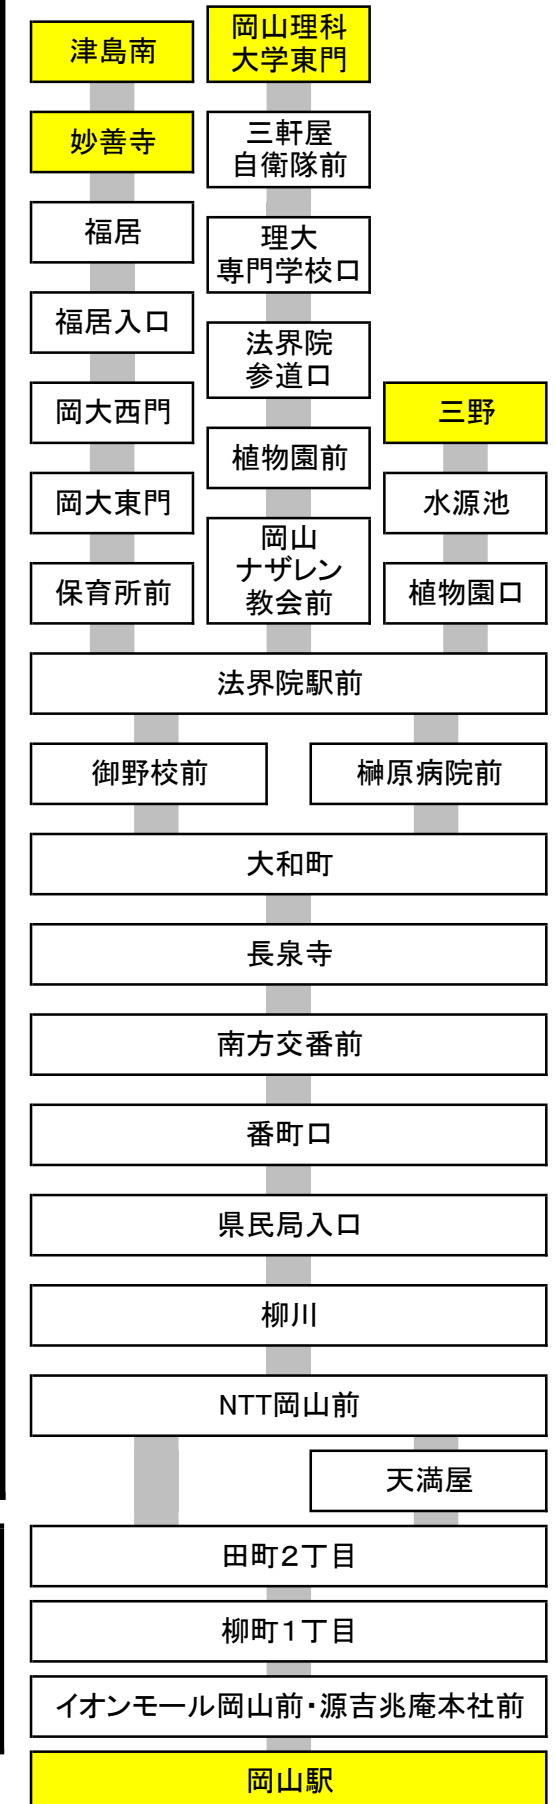 津島南
妙善寺
福居
福居入口
岡大西門
岡大東門
保育所前
岡山理科
大学東門
三軒屋
自衛隊前
理大
専門学校口
法界院
参道口
植物園前
岡山
ナザレン
教会前
三野
水源池
植物園口
法界院駅前
御野校前
榊原病院前
大和町
長泉寺
南方交番前
番町口
県民局入口
柳川
NTT岡山前
天満屋
田町2丁目
柳町1丁目
イオンモール岡山前・源吉兆庵本社前
岡山駅